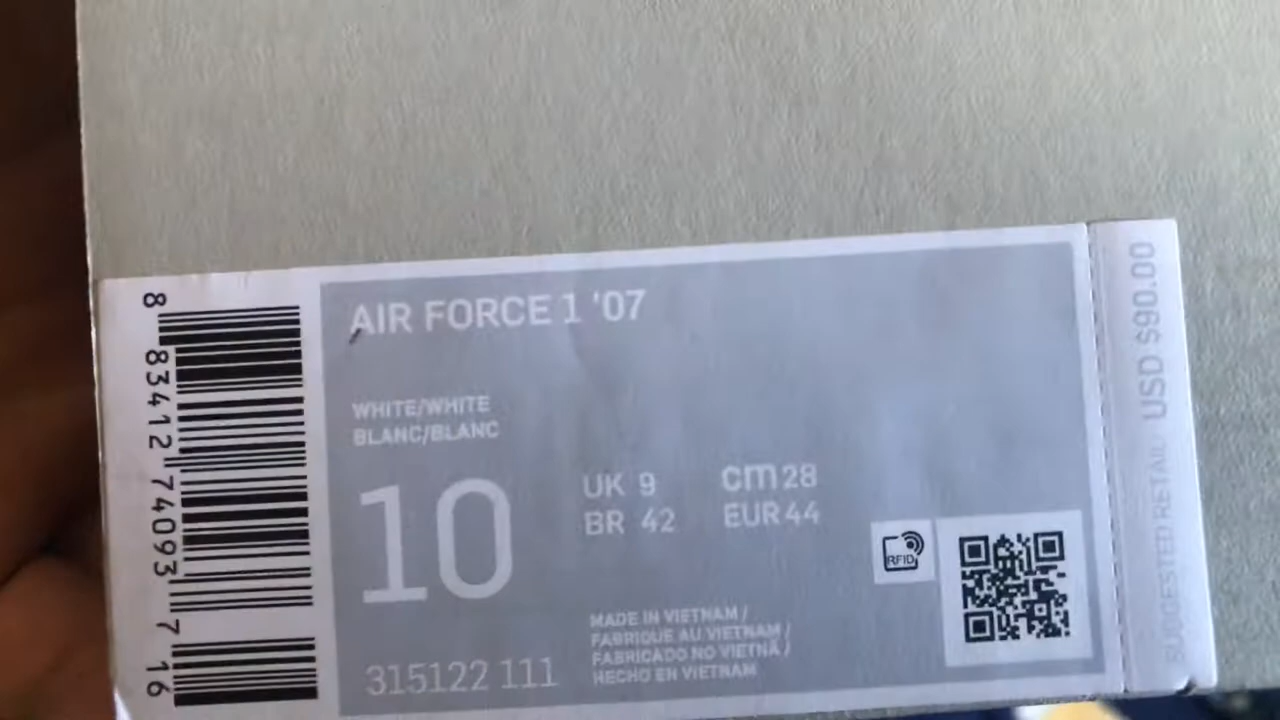 AIR FORCE 1 '07
WHITE/WHITE
BLANC/BLANC
10
UK 9
BR 42
cm 28
EUR 44
315122 111
MADE IN VIETNAM /
FABRIQUE AU VIETNAM /
FABRICADO NO VIETNÃ /
HECHO EN VIETNAM
RFID
8 83412 74093 7 16
SUGGESTED RETAIL USD $90.00